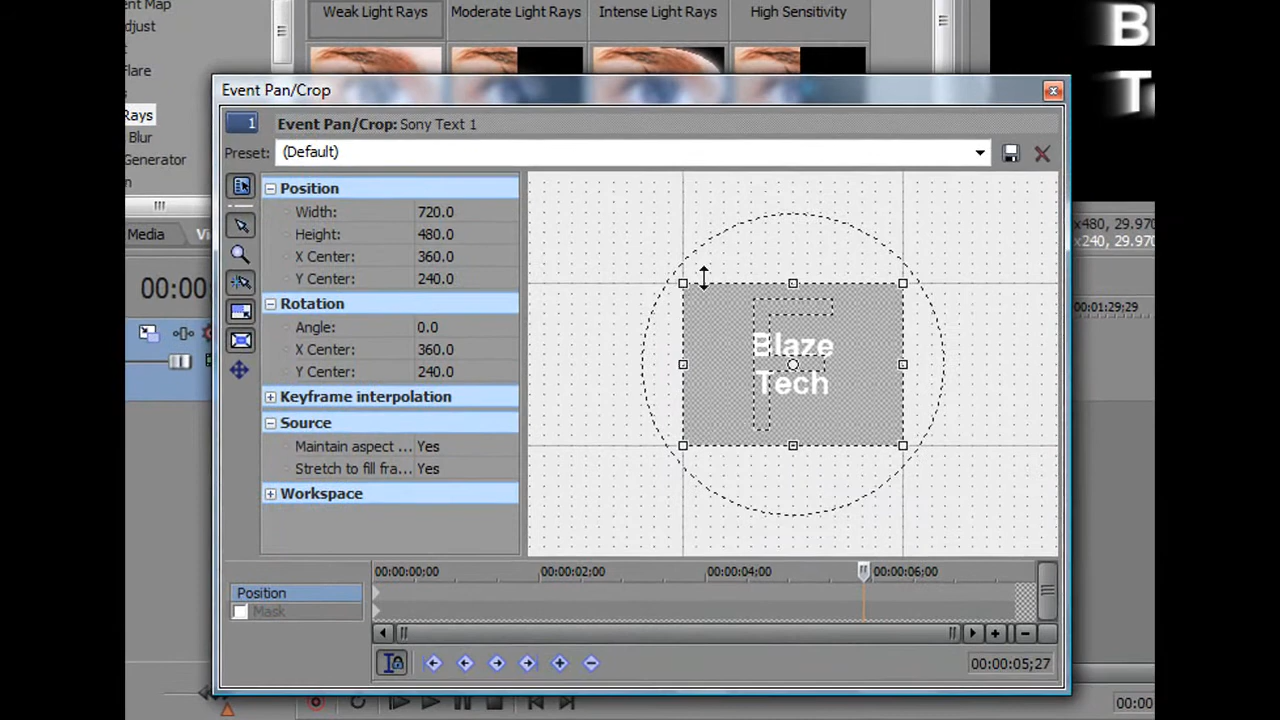 ent Map
Weak Light Rays
Moderate Light Rays
Intense Light Rays
High Sensitivity
djust
Flare
Rays
Blur
Generator
Media
x480, 29.970
x240, 29.970
00:00
c:00:01:29;29
B
Event Pan/Crop
1
Event Pan/Crop: Sony Text 1
Preset:
(Default)
Position
Width: 720.0
Height: 480.0
X Center: 360.0
Y Center: 240.0
Rotation
Angle: 0.0
X Center: 360.0
Y Center: 240.0
Keyframe interpolation
Source
Maintain aspect ... Yes
Stretch to fill fra... Yes
Workspace
Blaze
Tech
00:00:00;00
00:00:02;00
00:00:04;00
00:00:06;00
Position
Mask
00:00:05;27
00:00